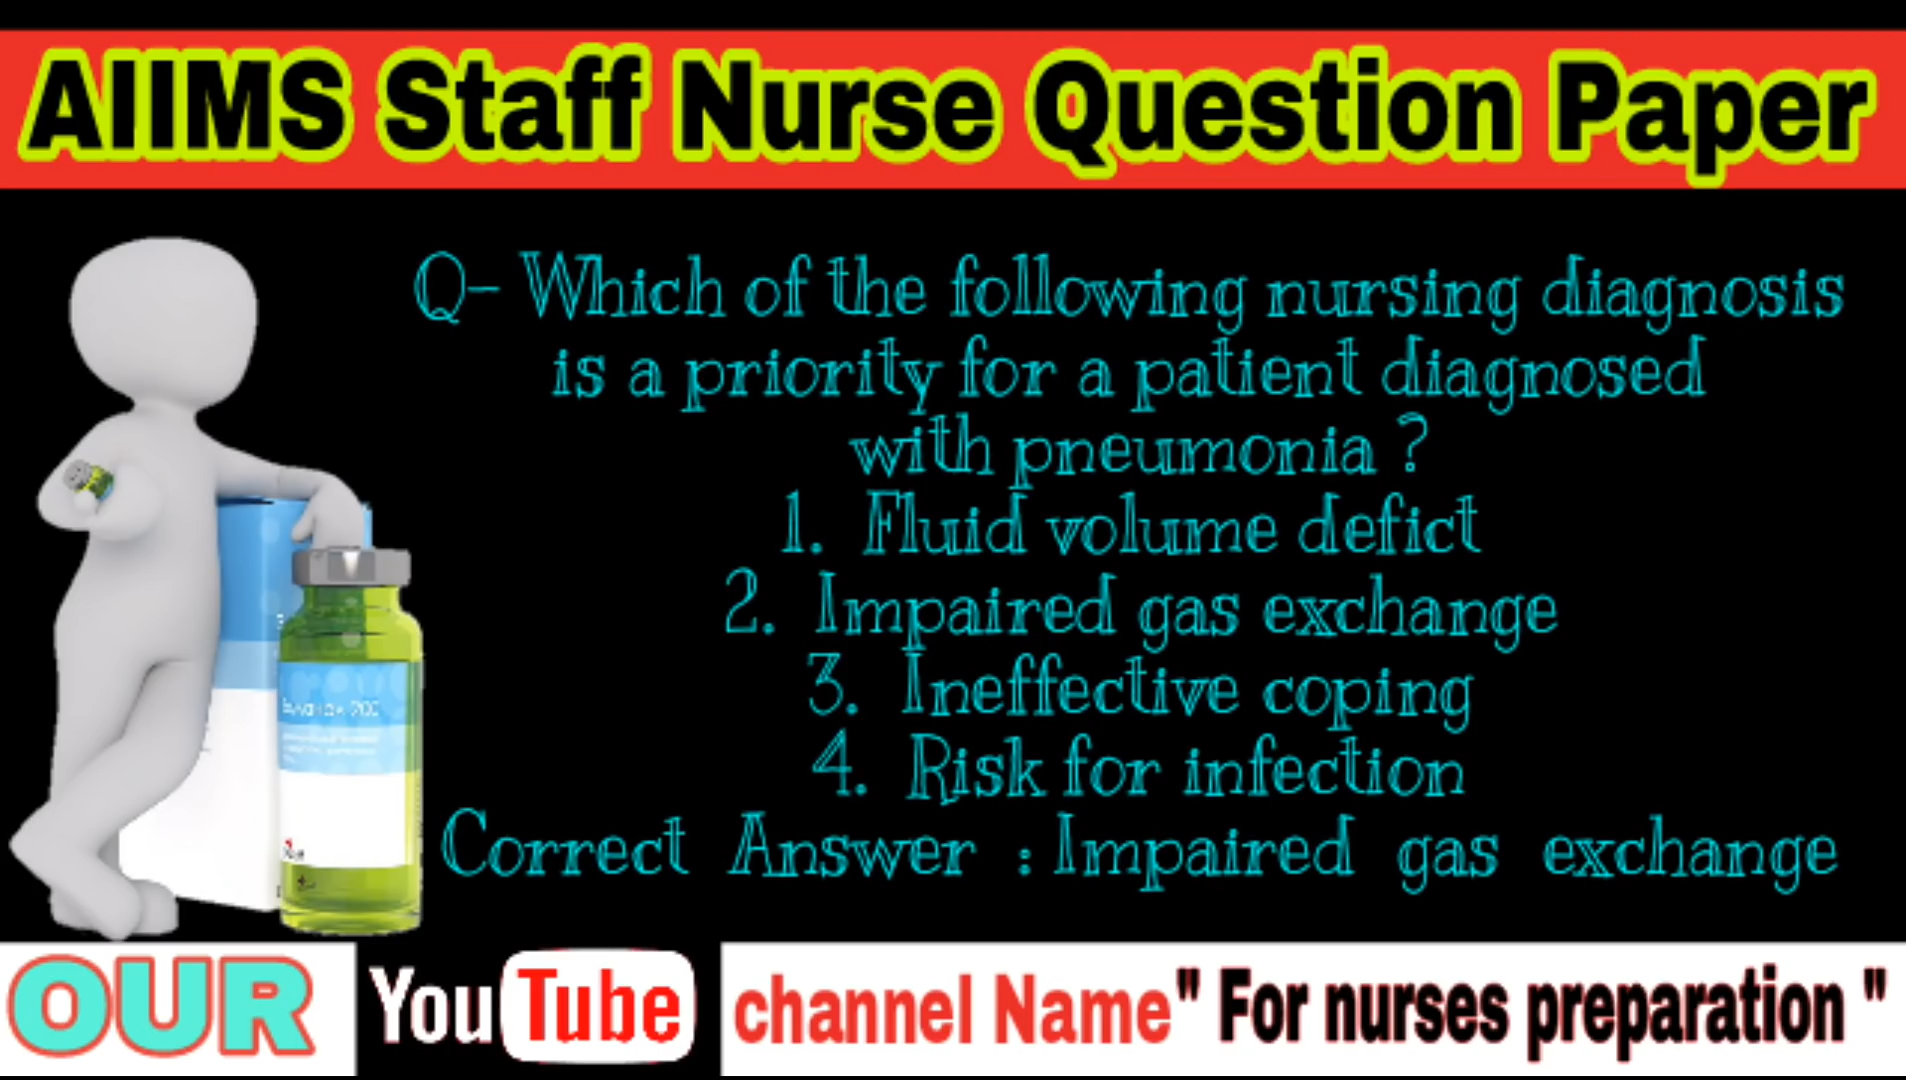 AIIMS Staff Nurse Question Paper
Q- Which of the following nursing diagnosis
is a priority for a patient diagnosed
with pneumonia ?
1. Fluid volume defict
2. Impaired gas exchange
3. Ineffective coping
4. Risk for infection
Correct Answer : Impaired gas exchange
OUR YouTube channel Name " For nurses preparation "